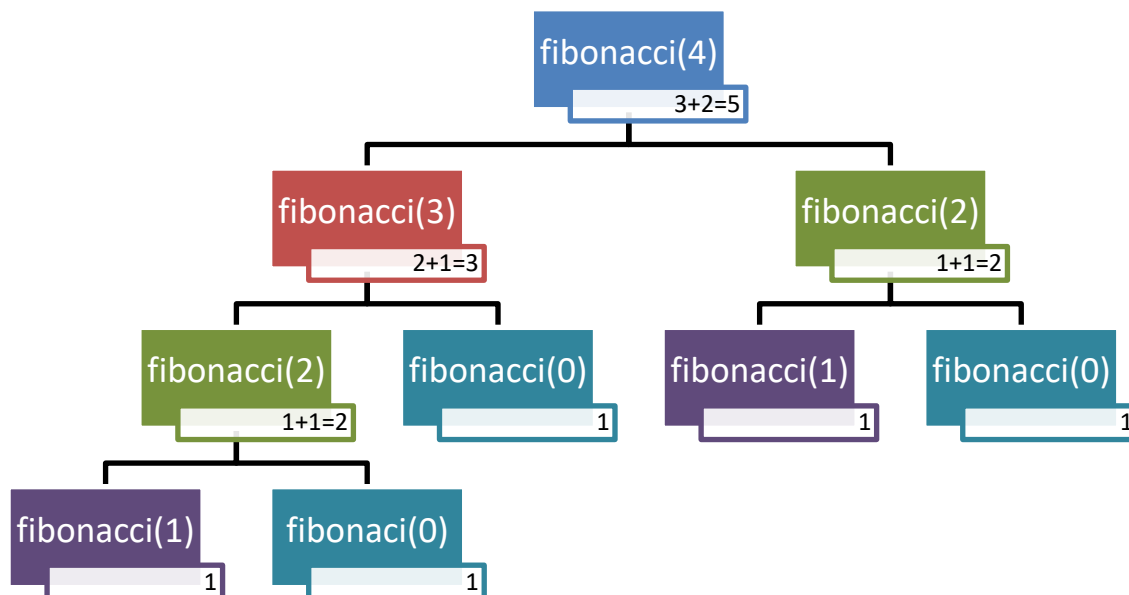 fibonacci(4)
3+2=5
fibonacci(3)
2+1=3
fibonacci(2)
1+1=2
fibonacci(2)
1+1=2
fibonacci(0)
1
fibonacci(1)
1
fibonacci(0)
1
fibonacci(1)
1
fibonaci(0)
1